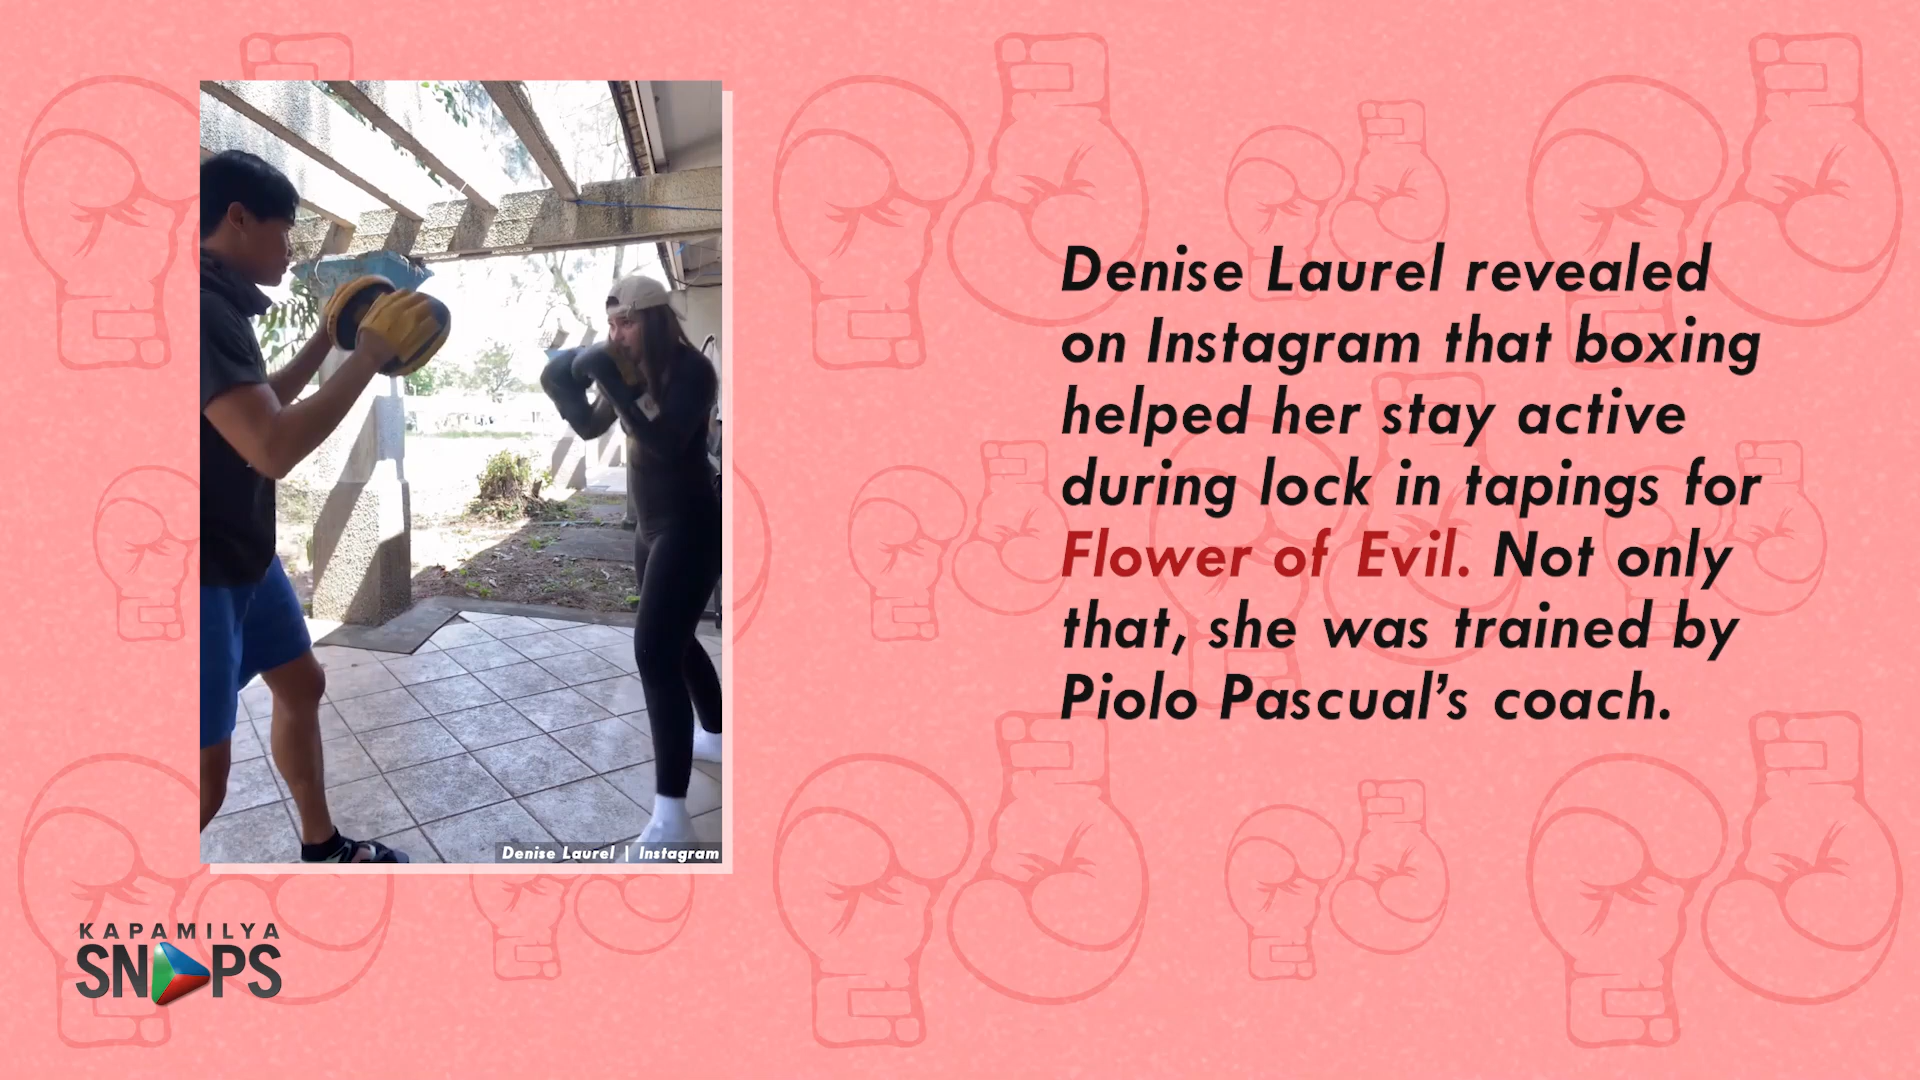 Denise Laurel revealed
on Instagram that boxing
helped her stay active
during lock in tapings for
Flower of Evil. Not only
that, she was trained by
Piolo Pascual’s coach.
Denise Laurel | Instagram
KAPAMILYA
SNAPS